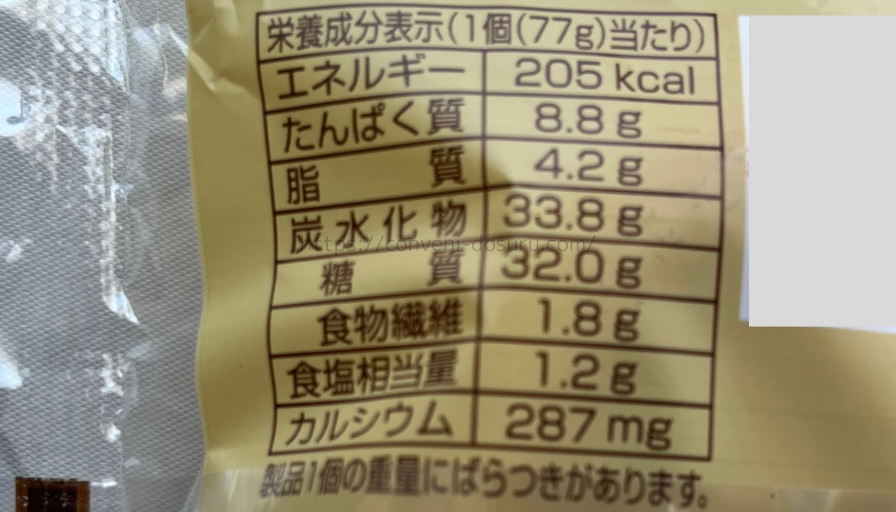 栄養成分表示(1個(77g)当たり)
エネルギー 205 kcal
たんぱく質 8.8 g
脂質 4.2 g
炭水化物 33.8 g
https://conveni-dosuru.com/
糖質 32.0 g
食物繊維 1.8 g
食塩相当量 1.2 g
カルシウム 287 mg
製品1個の重量にばらつきがあります。